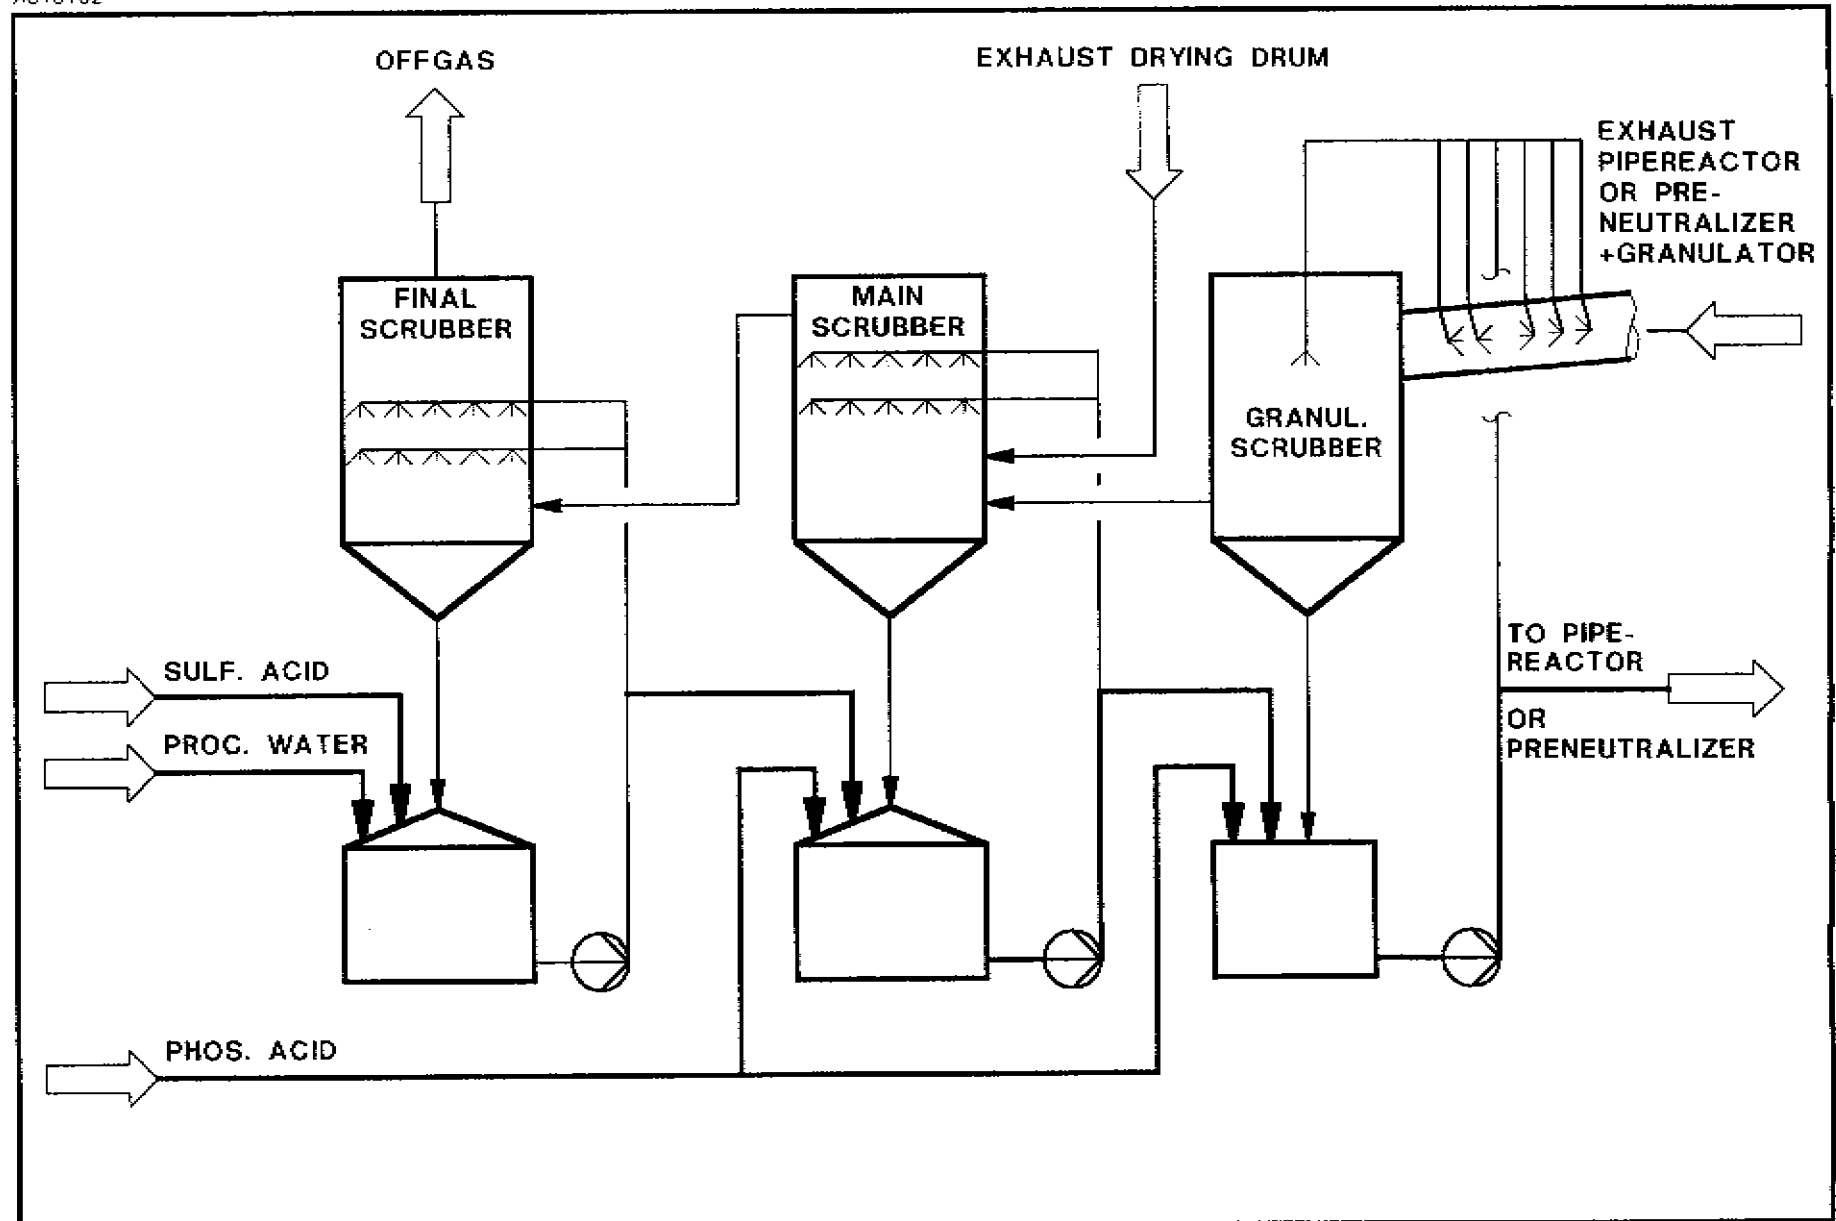 OFFGAS
EXHAUST DRYING DRUM
EXHAUST
PIPEREACTOR
OR PRE-
NEUTRALIZER
+GRANULATOR
FINAL
SCRUBBER
MAIN
SCRUBBER
GRANUL.
SCRUBBER
SULF. ACID
PROC. WATER
TO PIPE-
REACTOR
OR
PRENEUTRALIZER
PHOS. ACID